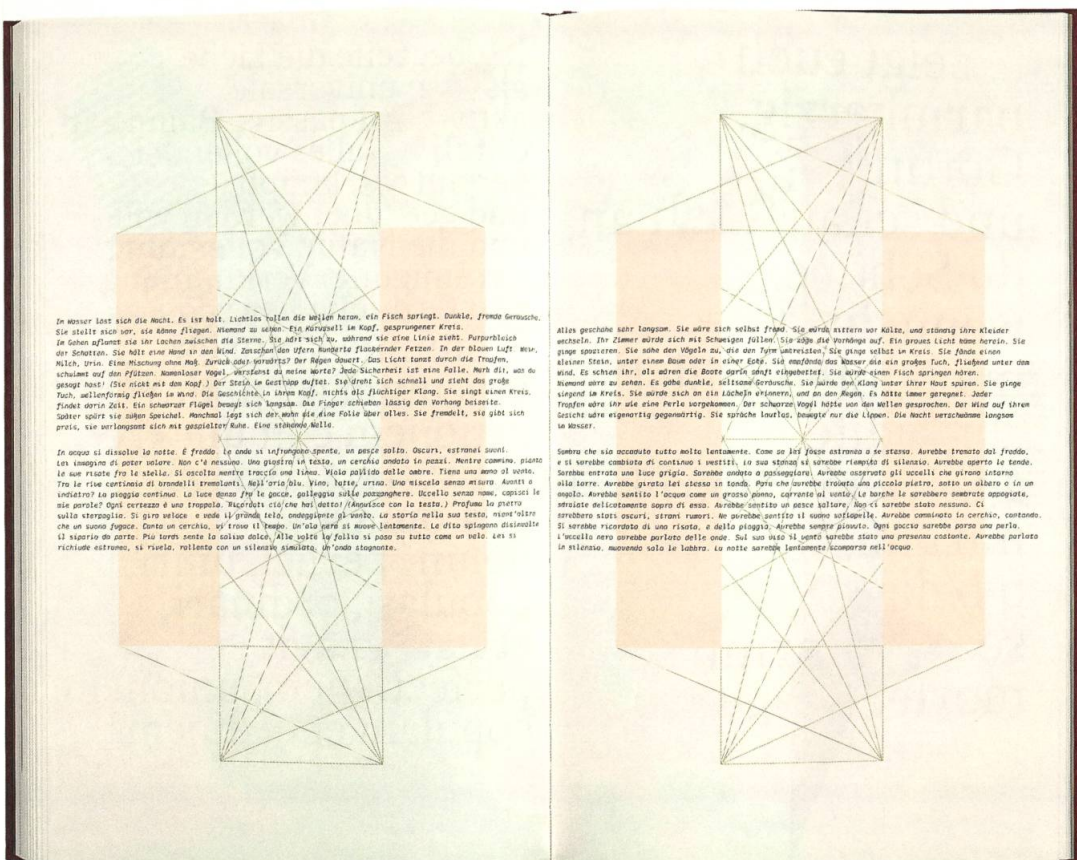 Im Wasser löst sich die Nacht. Es ist kalt. Lichtlos rollen die Wellen heran, ein Fisch springt. Dunkle, fremde Geräusche.
Sie stellt sich vor, sie könne fliegen. Niemand zu sehen. Ein Karussell im Kopf, gesprungener Kreis.
Im Gehen pflanzt sie ihr Lachen zwischen die Sterne. Sie hört sich zu, während sie eine Linie zieht. Purpurbleich
der Schatten. Sie hält eine Hand in den Wind. Zwischen den Ufern hunderte flackernder Fetzen. In der blauen Luft. Wein,
Milch, Urin. Eine Mischung ohne Maß. Zurück oder vorwärts? Der Regen dauert. Das Licht tanzt durch die Tropfen,
schwimmt auf den Pfützen. Namenloser Vogel, verstehst du meine Worte? Jede Sicherheit ist eine Falle. Merk dir, was du
gesagt hast! (Sie nickt mit dem Kopf.) Der Stein im Gestrüpp duftet. Sie dreht sich schnell und sieht das große
Tuch, wellenförmig fließen im Wind. Die Geschichte in ihrem Kopf, nichts als flüchtiger Klang. Sie singt einen Kreis,
findet darin Zeit. Ein schwarzer Flügel bewegt sich langsam. Die Finger schieben lässig den Vorhang beiseite.
Später spürt sie süßen Speichel. Manchmal legt sich der Wahn wie eine Folie über alles. Sie fremdelt, sie gibt sich
preis, sie verlangsamt sich mit gespielter Ruhe. Eine stehende Welle.
In acqua si dissolve la notte. È freddo. Le onde si infrangono spente, un pesce salta. Oscuri, estranei suoni.
Lei immagina di poter volare. Non c'è nessuno. Una giostra in testa, un cerchio andato in pezzi. Mentre cammina, pianta
le sue risate fra le stelle. Si ascolta mentre traccia una linea. Viola pallido delle ombre. Tiene una mano al vento.
Tra le rive centinaia di brandelli tremolanti. Nell'aria blu. Vino, latte, urina. Una miscela senza misura. Avanti o
indietro? La pioggia continua. La luce danza fra le gocce, galleggia sulle pozzanghere. Uccello senza nome, capisci le
mie parole? Ogni certezza è una trappola. Ricordati ciò che hai detto! (Annuisce con la testa.) Profuma la pietra
sulla sterpaglia. Si gira veloce e vede il grande telo, ondeggiante al vento. La storia nella sua testa, nient'altro
che un suono fugace. Canta un cerchio, vi trova il tempo. Un'ala nera si muove lentamente. Le dita spingono disinvolte
il sipario da parte. Più tardi sente la saliva dolce. Alle volte la follia si posa su tutto come un velo. Lei si
richiude estranea, si rivela, rallenta con un silenzio simulato. Un'onda stagnante.
Alles geschähe sehr langsam. Sie wäre sich selbst fremd. Sie würde zittern vor Kälte, und ständig ihre Kleider
wechseln. Ihr Zimmer würde sich mit Schweigen füllen. Sie zöge die Vorhänge auf. Ein graues Licht käme herein. Sie
ginge spazieren. Sie sähe den Vögeln zu, die den Turm umkreisten. Sie ginge selbst im Kreis. Sie fände einen
kleinen Stein, unter einem Baum oder in einer Ecke. Sie empfände das Wasser wie ein großes Tuch, fließend unter dem
Wind. Es schien ihr, als wären die Boote darin sanft eingebettet. Sie würde einen Fisch springen hören.
Niemand wäre zu sehen. Es gäbe dunkle, seltsame Geräusche. Sie würde den Klang unter ihrer Haut spüren. Sie ginge
singend im Kreis. Sie würde sich an ein Lächeln erinnern, und an den Regen. Es hätte immer geregnet. Jeder
Tropfen wäre ihr wie eine Perle vorgekommen. Der schwarze Vogel hätte von den Wellen gesprochen. Der Wind auf ihrem
Gesicht wäre eigenartig gegenwärtig. Sie spräche lautlos, bewegte nur die Lippen. Die Nacht verschwämme langsam
im Wasser.
Sembra che sia accaduto tutto molto lentamente. Come se lei fosse estranea a se stessa. Avrebbe tremato dal freddo,
e si sarebbe cambiata di continuo i vestiti. La sua stanza si sarebbe riempita di silenzio. Avrebbe aperto le tende.
Sarebbe entrata una luce grigia. Sarebbe andata a passeggiare. Avrebbe osservato gli uccelli che girano intorno
alla torre. Avrebbe girato lei stessa in tondo. Pare che avrebbe trovato una piccola pietra, sotto un albero o in un
angolo. Avrebbe sentito l'acqua come un grosso panno, corrente al vento. Le barche le sarebbero sembrate appoggiate,
sdraiate delicatamente sopra di essa. Avrebbe sentito un pesce saltare. Non ci sarebbe stato nessuno. Ci
sarebbero stati oscuri, strani rumori. Ne avrebbe sentito il suono sottopelle. Avrebbe camminato in cerchio, cantando.
Si sarebbe ricordata di una risata, e della pioggia. Avrebbe sempre piovuto. Ogni goccia sarebbe parsa una perla.
L'uccello nero avrebbe parlato delle onde. Sul suo viso il vento sarebbe stato una presenza costante. Avrebbe parlato
in silenzio, muovendo solo le labbra. La notte sarebbe lentamente scomparsa nell'acqua.